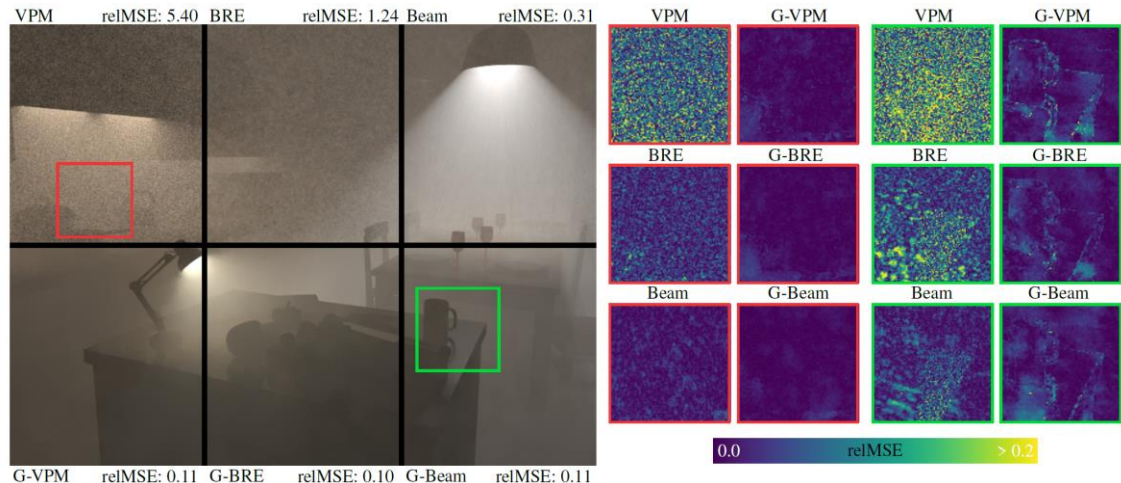 VPM relMSE: 5.40 BRE relMSE: 1.24 Beam relMSE: 0.31
G-VPM relMSE: 0.11 G-BRE relMSE: 0.10 G-Beam relMSE: 0.11
VPM G-VPM VPM G-VPM
BRE G-BRE BRE G-BRE
Beam G-Beam Beam G-Beam
0.0 relMSE > 0.2